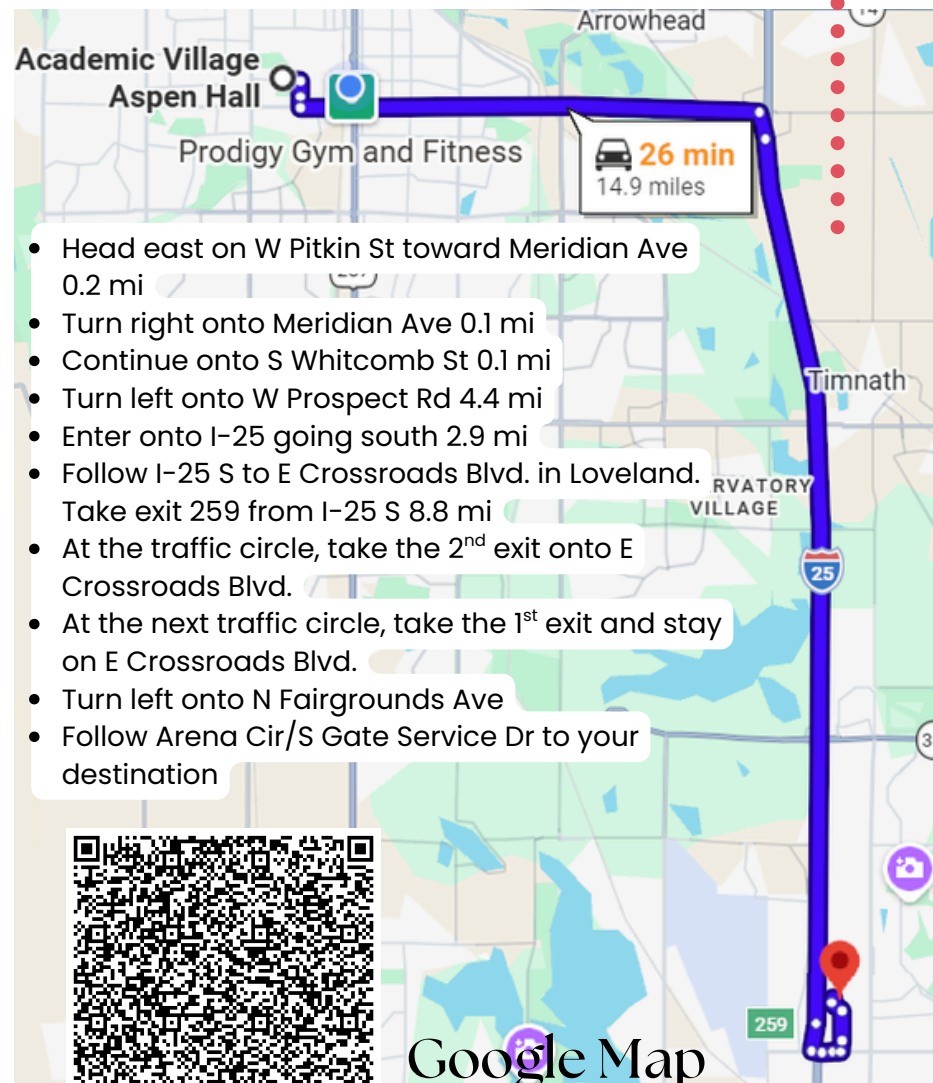 Arrowhead
14
Academic Village
Aspen Hall
Prodigy Gym and Fitness
26 min
14.9 miles
• Head east on W Pitkin St toward Meridian Ave
0.2 mi
• Turn right onto Meridian Ave 0.1 mi
• Continue onto S Whitcomb St 0.1 mi
• Turn left onto W Prospect Rd 4.4 mi
• Enter onto I-25 going south 2.9 mi
• Follow I-25 S to E Crossroads Blvd. in Loveland.
Take exit 259 from I-25 S 8.8 mi
• At the traffic circle, take the 2nd exit onto E
Crossroads Blvd.
• At the next traffic circle, take the 1st exit and stay
on E Crossroads Blvd.
• Turn left onto N Fairgrounds Ave
• Follow Arena Cir/S Gate Service Dr to your
destination
Timnath
RVATORY
VILLAGE
25
3
259
Google Map